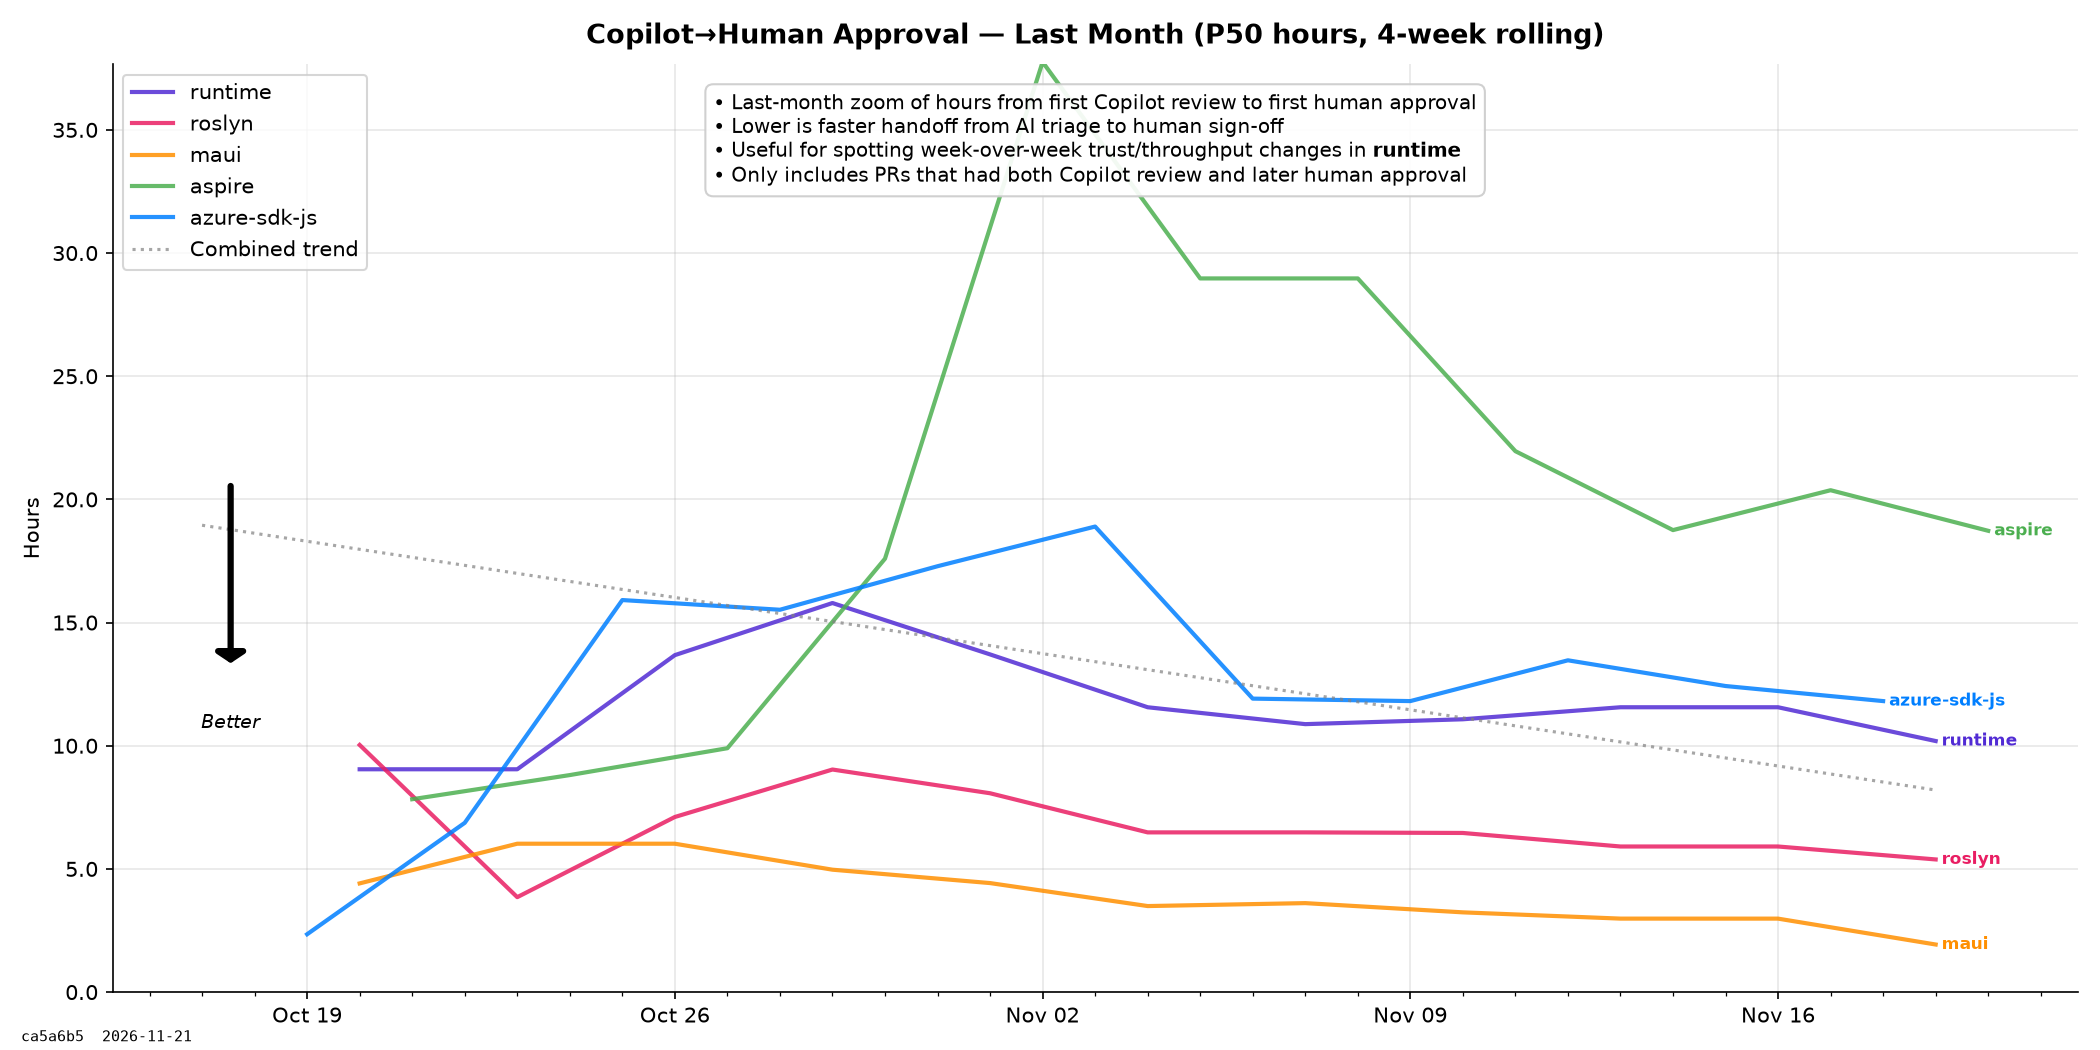 Copilot→Human Approval — Last Month (P50 hours, 4-week rolling)
runtime
roslyn
maui
aspire
azure-sdk-js
Combined trend
• Last-month zoom of hours from first Copilot review to first human approval
• Lower is faster handoff from AI triage to human sign-off
• Useful for spotting week-over-week trust/throughput changes in runtime
• Only includes PRs that had both Copilot review and later human approval
35.0
30.0
25.0
20.0
15.0
10.0
5.0
0.0
Hours
Better
aspire
azure-sdk-js
runtime
roslyn
maui
Oct 19
Oct 26
Nov 02
Nov 09
Nov 16
ca5a6b5  2026-11-21